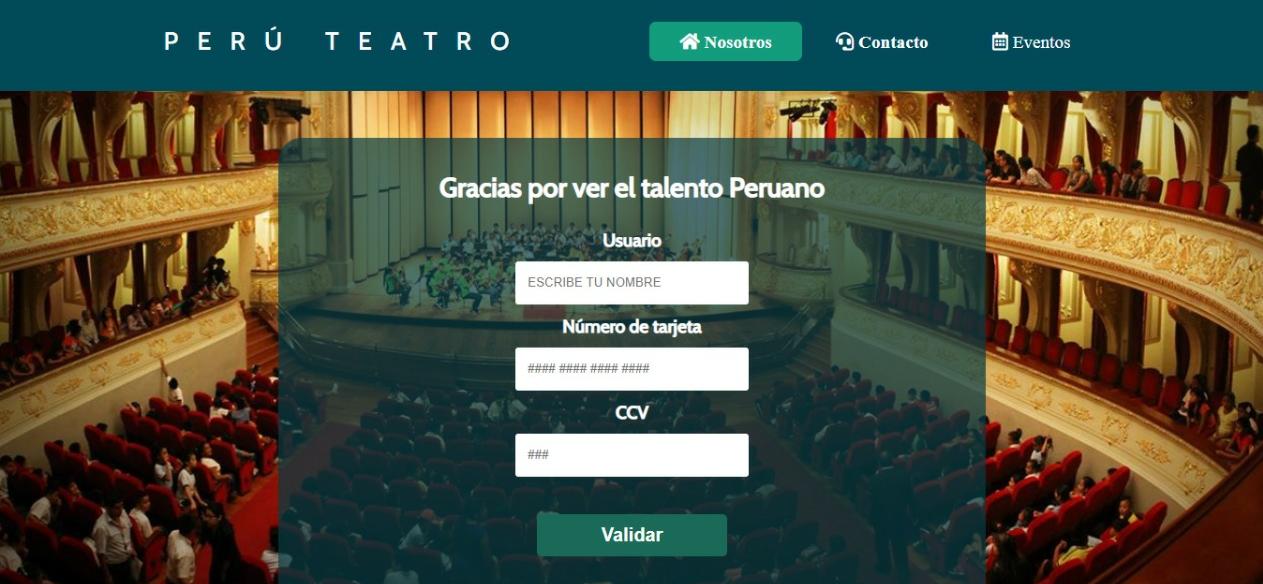 PERÚ TEATRO
Nosotros
Contacto
Eventos
Gracias por ver el talento Peruano
Usuario
ESCRIBE TU NOMBRE
Número de tarjeta
#### #### #### ####
CCV
###
Validar